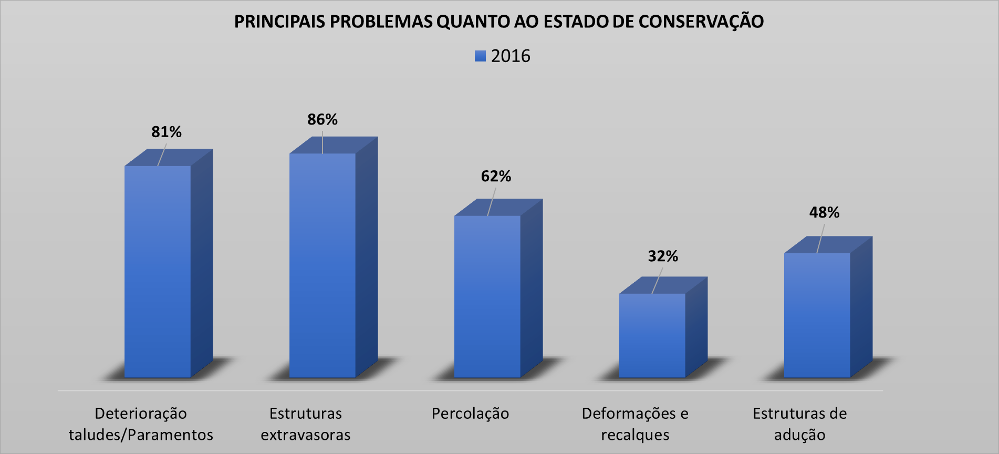 PRINCIPAIS PROBLEMAS QUANTO AO ESTADO DE CONSERVAÇÃO
2016
81%
86%
62%
32%
48%
Deterioração
taludes/Paramentos
Estruturas
extravasoras
Percolação
Deformações e
recalques
Estruturas de
adução